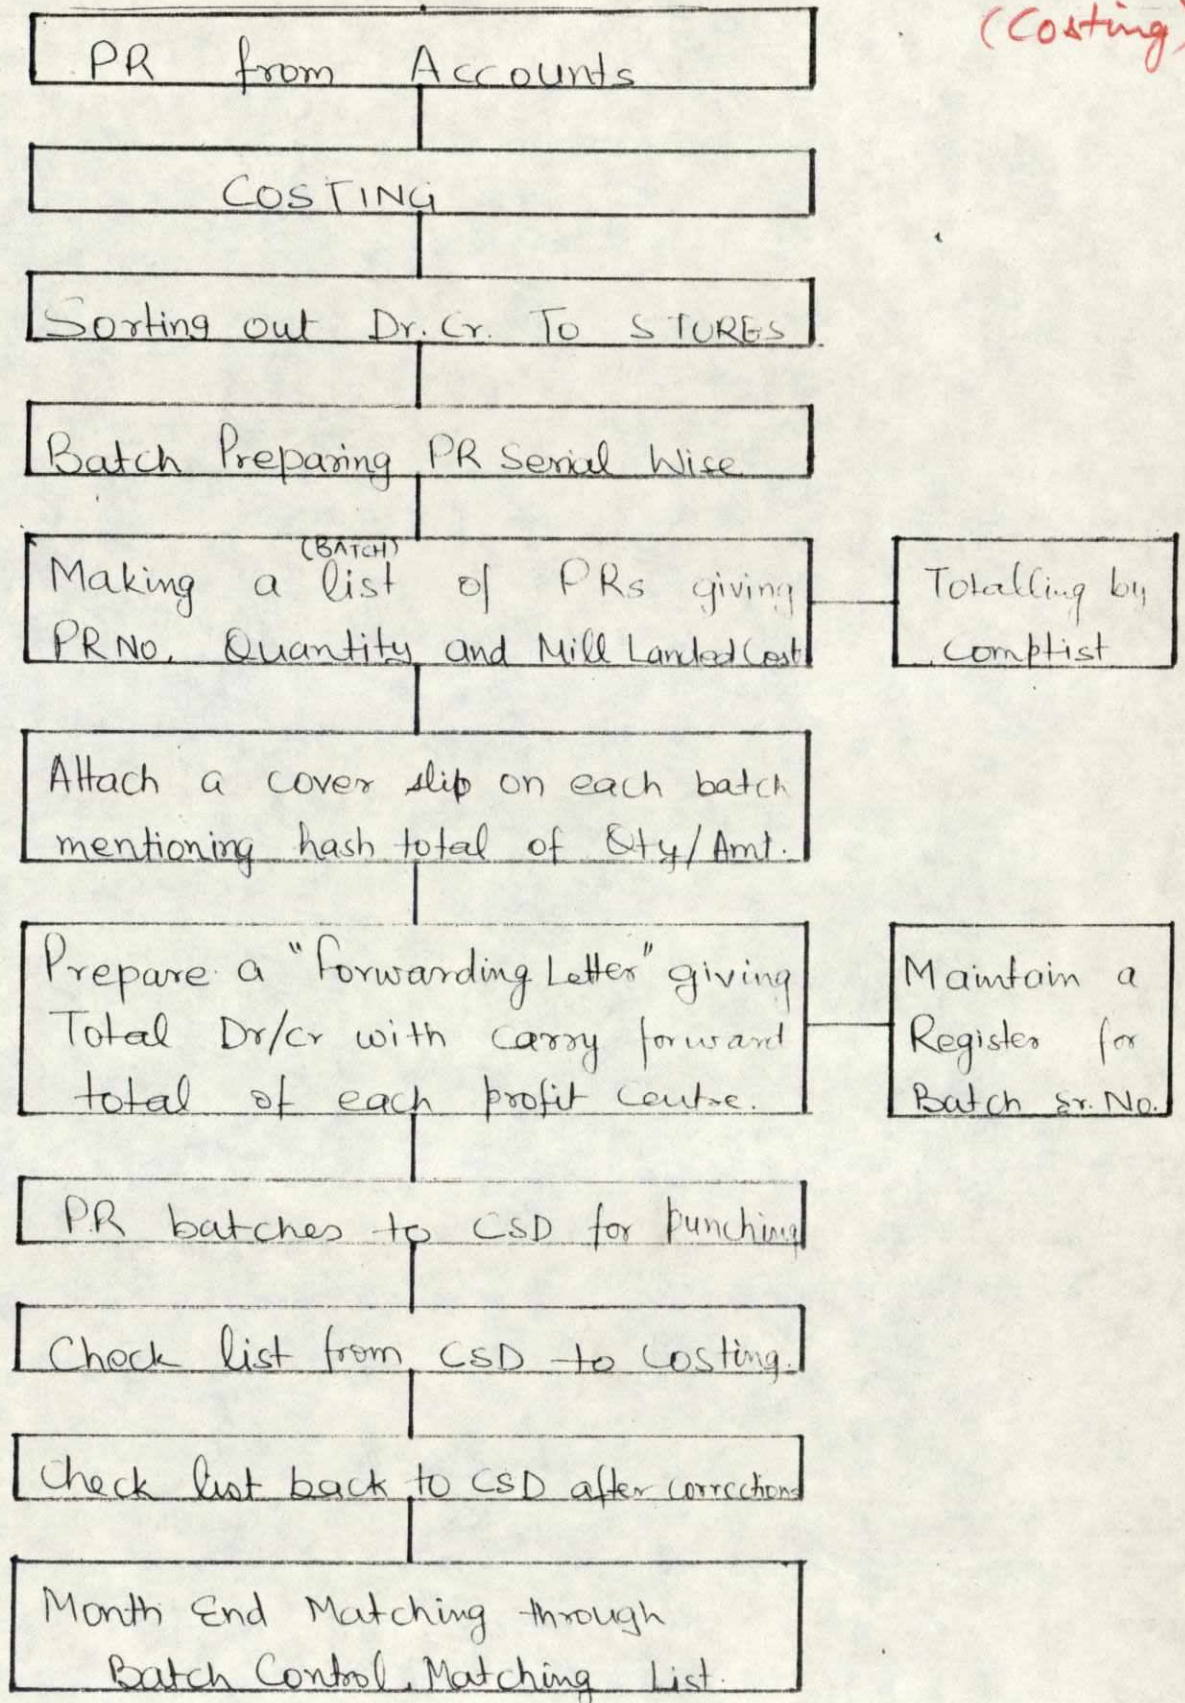 (Costing)
PR from Accounts
COSTING
Sorting out Dr. Cr. To STORES.
Batch Preparing PR Serial Wise
(BATCH)
Making a list of PRs giving
PR No. Quantity and Mill Landed Cost
Totalling by
comptist
Attach a cover slip on each batch
mentioning hash total of Qty/Amt.
Prepare a "Forwarding Letter" giving
Total Dr/Cr with carry forward
total of each profit centre.
Maintain a
Register for
Batch Sr. No.
PR batches to CSD for punching
Check list from CSD to Costing.
Check list back to CSD after corrections
Month End Matching through
Batch Control Matching List.